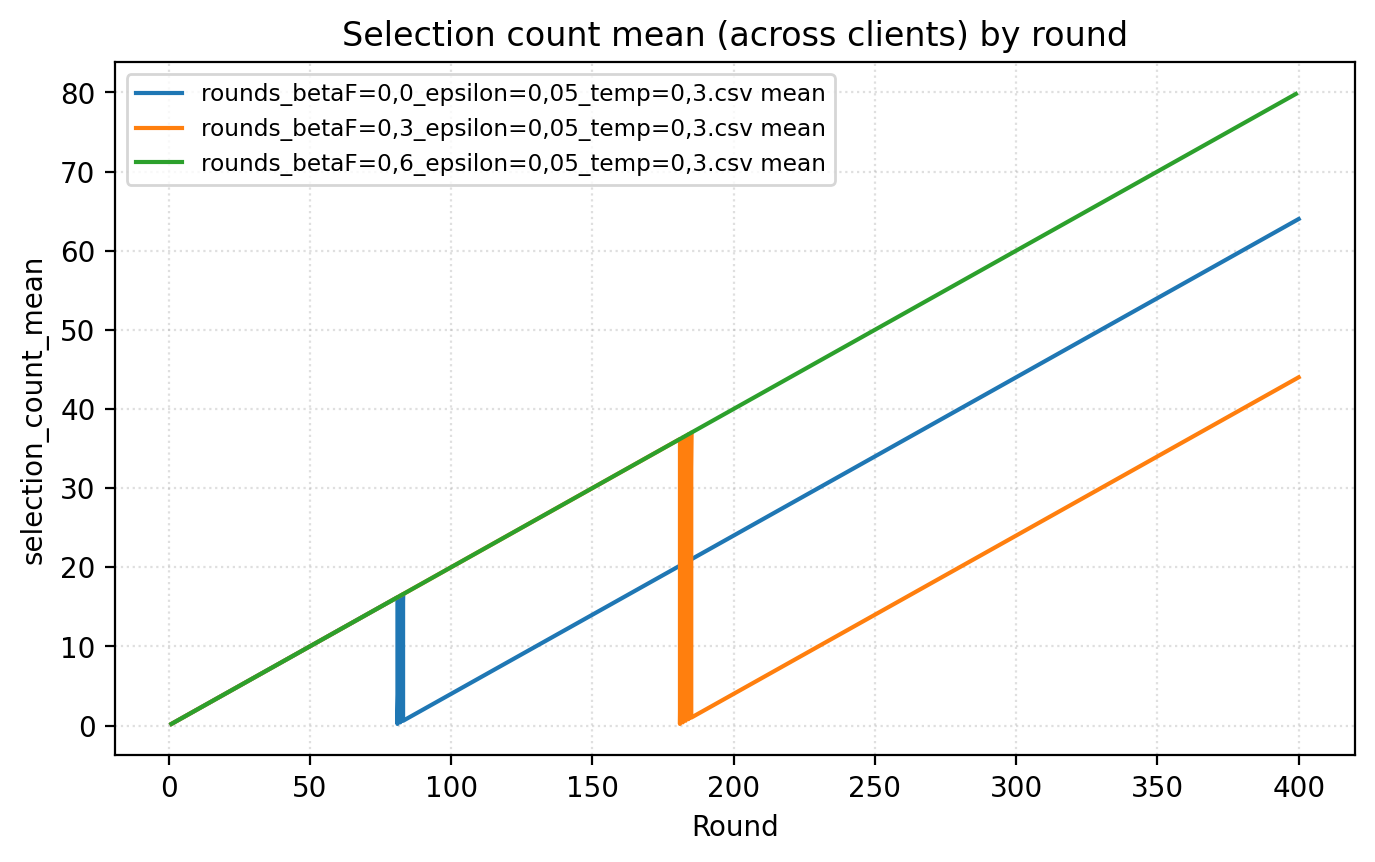 Selection count mean (across clients) by round
rounds_betaF=0,0_epsilon=0,05_temp=0,3.csv mean
rounds_betaF=0,3_epsilon=0,05_temp=0,3.csv mean
rounds_betaF=0,6_epsilon=0,05_temp=0,3.csv mean
selection_count_mean
80
70
60
50
40
30
20
10
0
0 50 100 150 200 250 300 350 400
Round